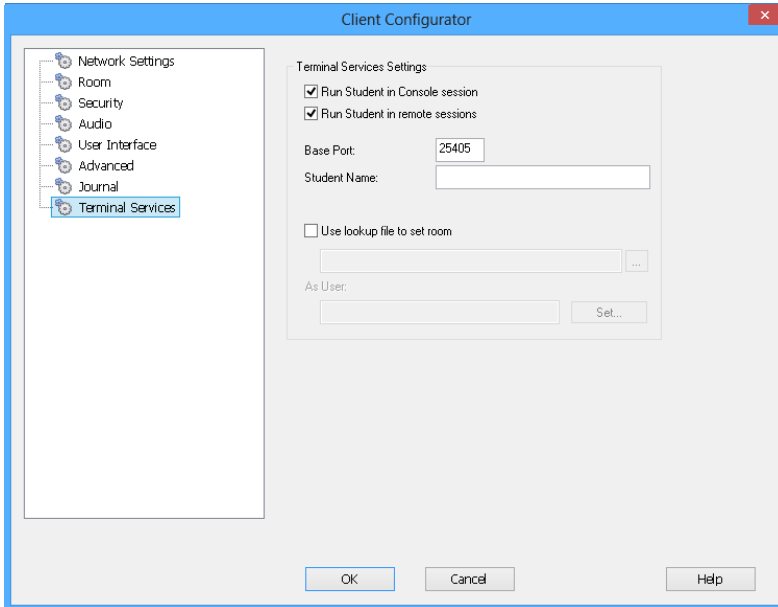 Client Configurator
Network Settings
Room
Security
Audio
User Interface
Advanced
Journal
Terminal Services
Terminal Services Settings
Run Student in Console session
Run Student in remote sessions
Base Port: 25405
Student Name:
Use lookup file to set room
...
As User:
Set...
OK Cancel Help